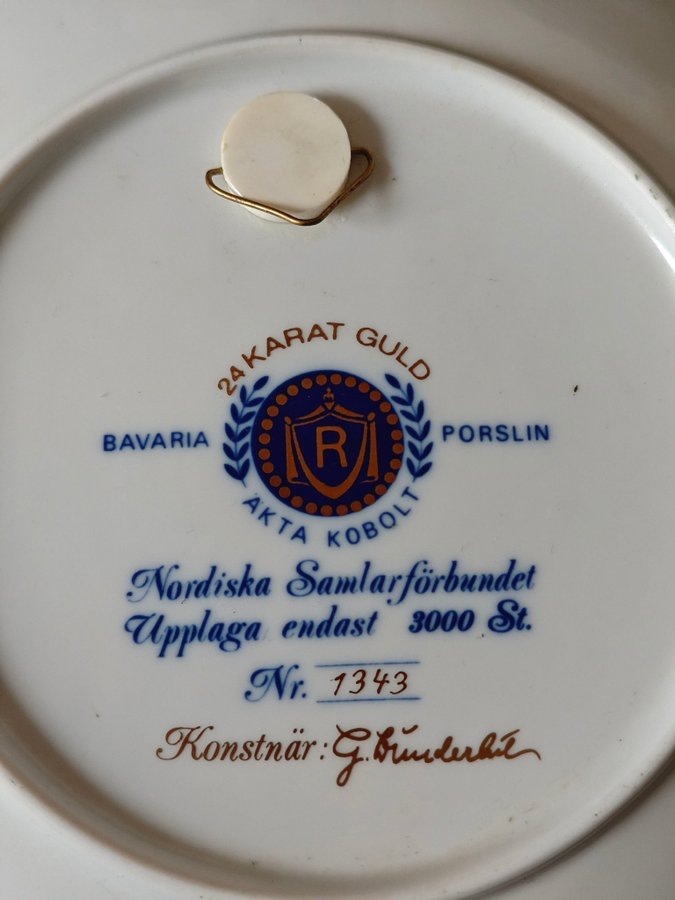 24 KARAT GULD
BAVARIA R PORSLIN
ÄKTA KOBOLT
Nordiska Samlarförbundet
Upplaga endast 3000 St.
Nr. 1343
Konstnär: G.